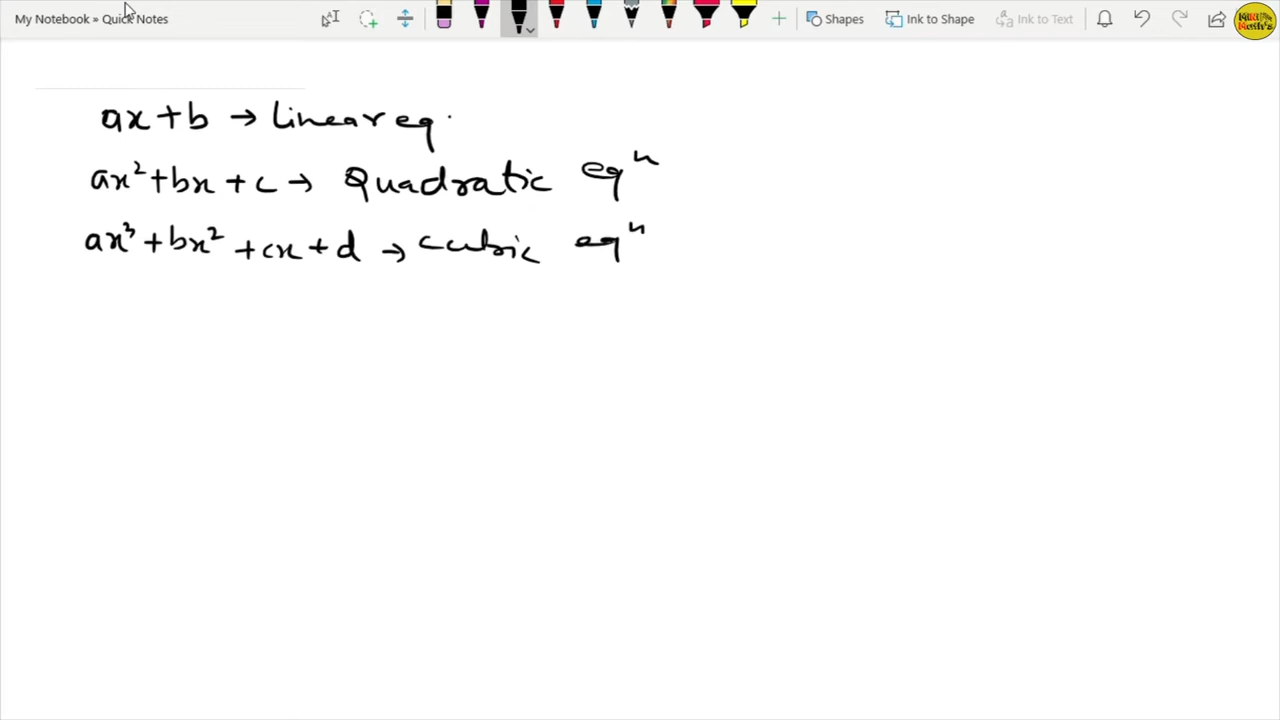 My Notebook » Quick Notes
Shapes
Ink to Shape
Ink to Text
ax+b → Linear eq.
ax²+bx+c → Quadratic eqⁿ
ax³+bx²+cx+d → cubic eqⁿ